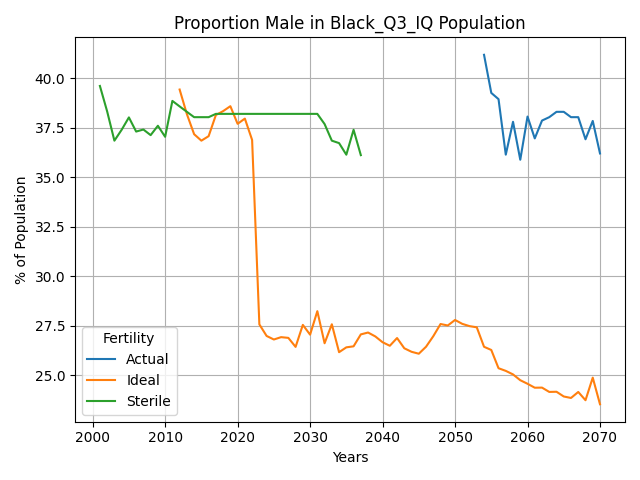 Proportion Male in Black_Q3_IQ Population
% of Population
40.0
37.5
35.0
32.5
30.0
27.5
25.0
Fertility
Actual
Ideal
Sterile
2000 2010 2020 2030 2040 2050 2060 2070
Years